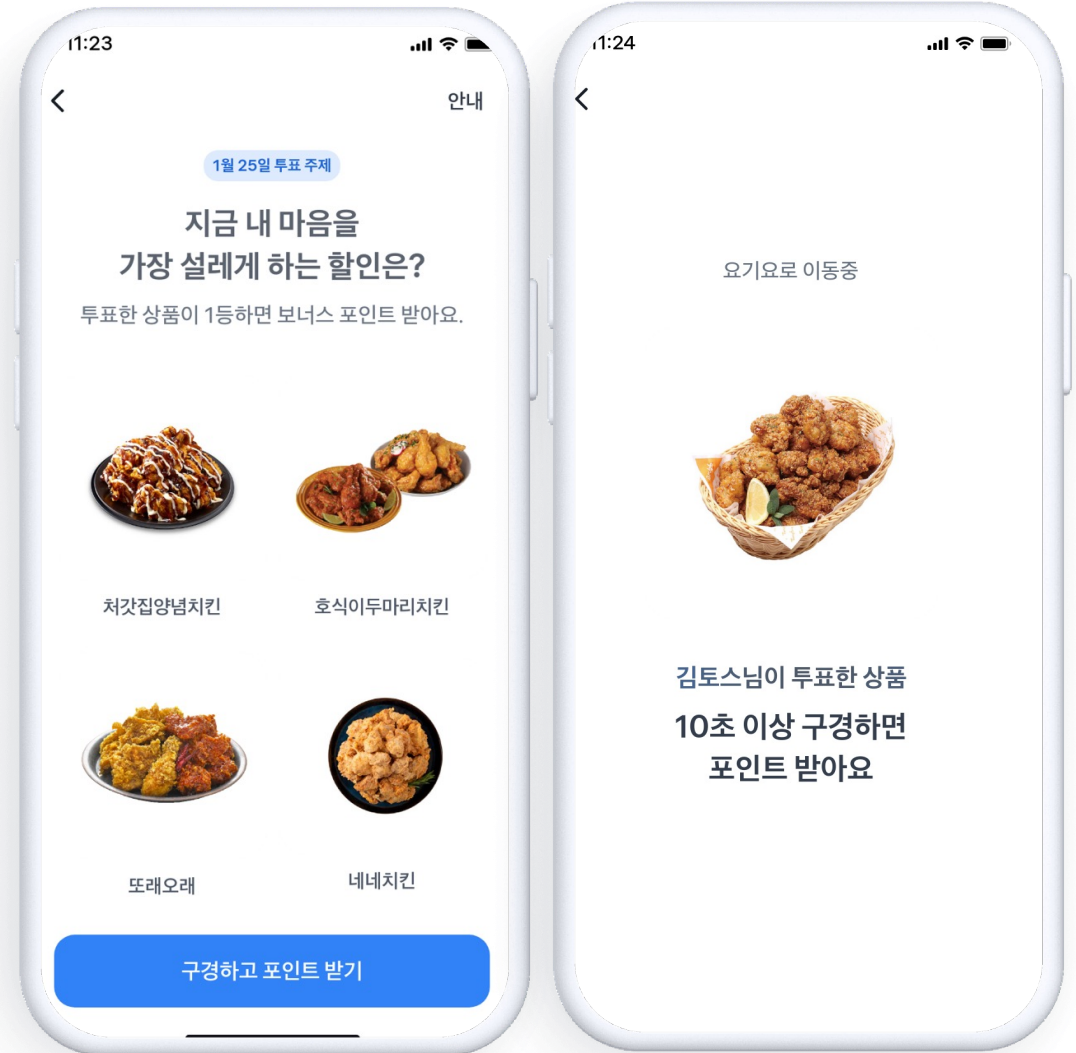 11:23
안내
1월 25일 투표 주제
지금 내 마음을
가장 설레게 하는 할인은?
투표한 상품이 1등하면 보너스 포인트 받아요.
처갓집양념치킨
호식이두마리치킨
또래오래
네네치킨
구경하고 포인트 받기
11:24
요기요로 이동중
김토스님이 투표한 상품
10초 이상 구경하면
포인트 받아요